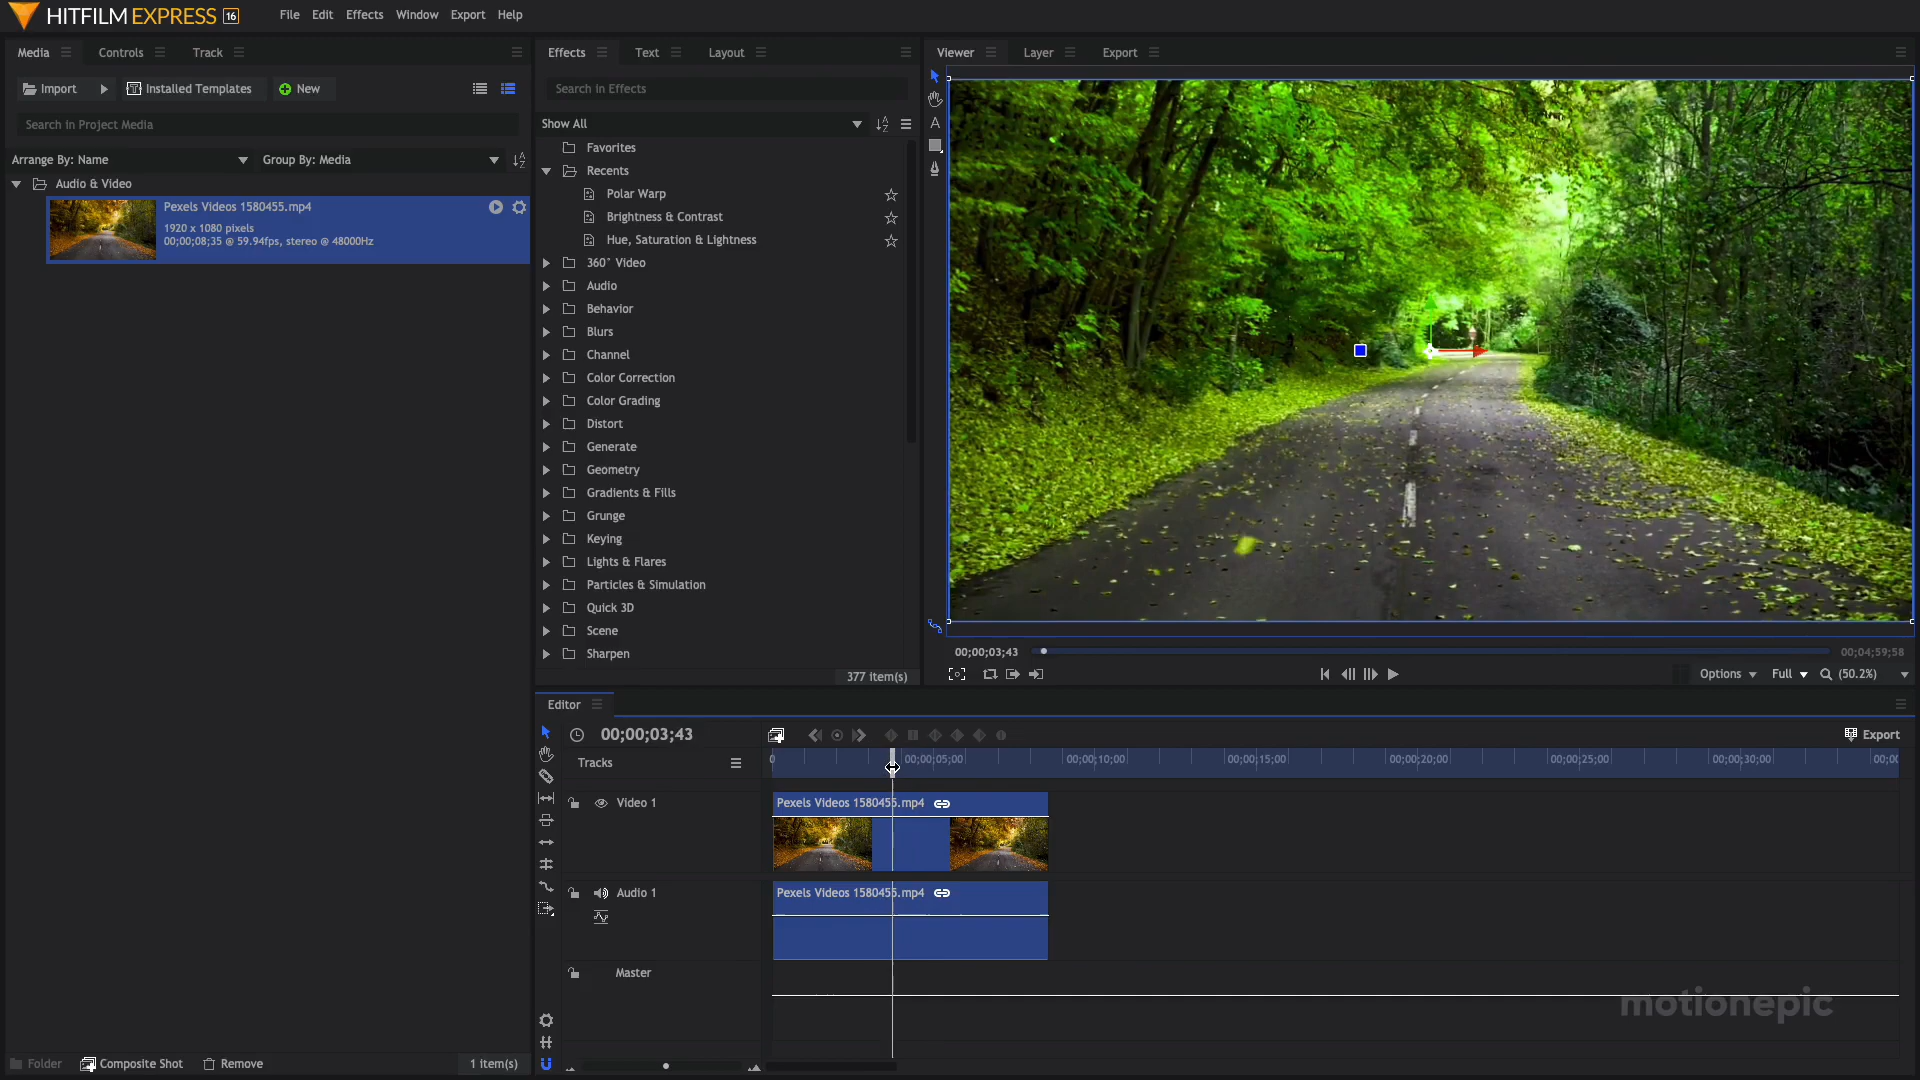 HITFILM EXPRESS 16
File Edit Effects Window Export Help
Media Controls Track
Import Installed Templates New
Search in Project Media
Arrange By: Name Group By: Media
Audio & Video
Pexels Videos 1580455.mp4
1920 x 1080 pixels
00;00;08;35 @ 59.94fps, stereo @ 48000Hz
Folder Composite Shot Remove 1 item(s)
Effects Text Layout
Search in Effects
Show All
Favorites
Recents
Polar Warp
Brightness & Contrast
Hue, Saturation & Lightness
360° Video
Audio
Behavior
Blurs
Channel
Color Correction
Color Grading
Distort
Generate
Geometry
Gradients & Fills
Grunge
Keying
Lights & Flares
Particles & Simulation
Quick 3D
Scene
Sharpen
377 item(s)
Viewer Layer Export
00;00;03;43 00;04;59;58
Options Full (50.2%)
Editor
00;00;03;43 Export
Tracks 0 00;00;05;00 00;00;10;00 00;00;15;00 00;00;20;00 00;00;25;00 00;00;30;00 00;0
Video 1 Pexels Videos 1580455.mp4
Audio 1 Pexels Videos 1580455.mp4
Master
motionepic